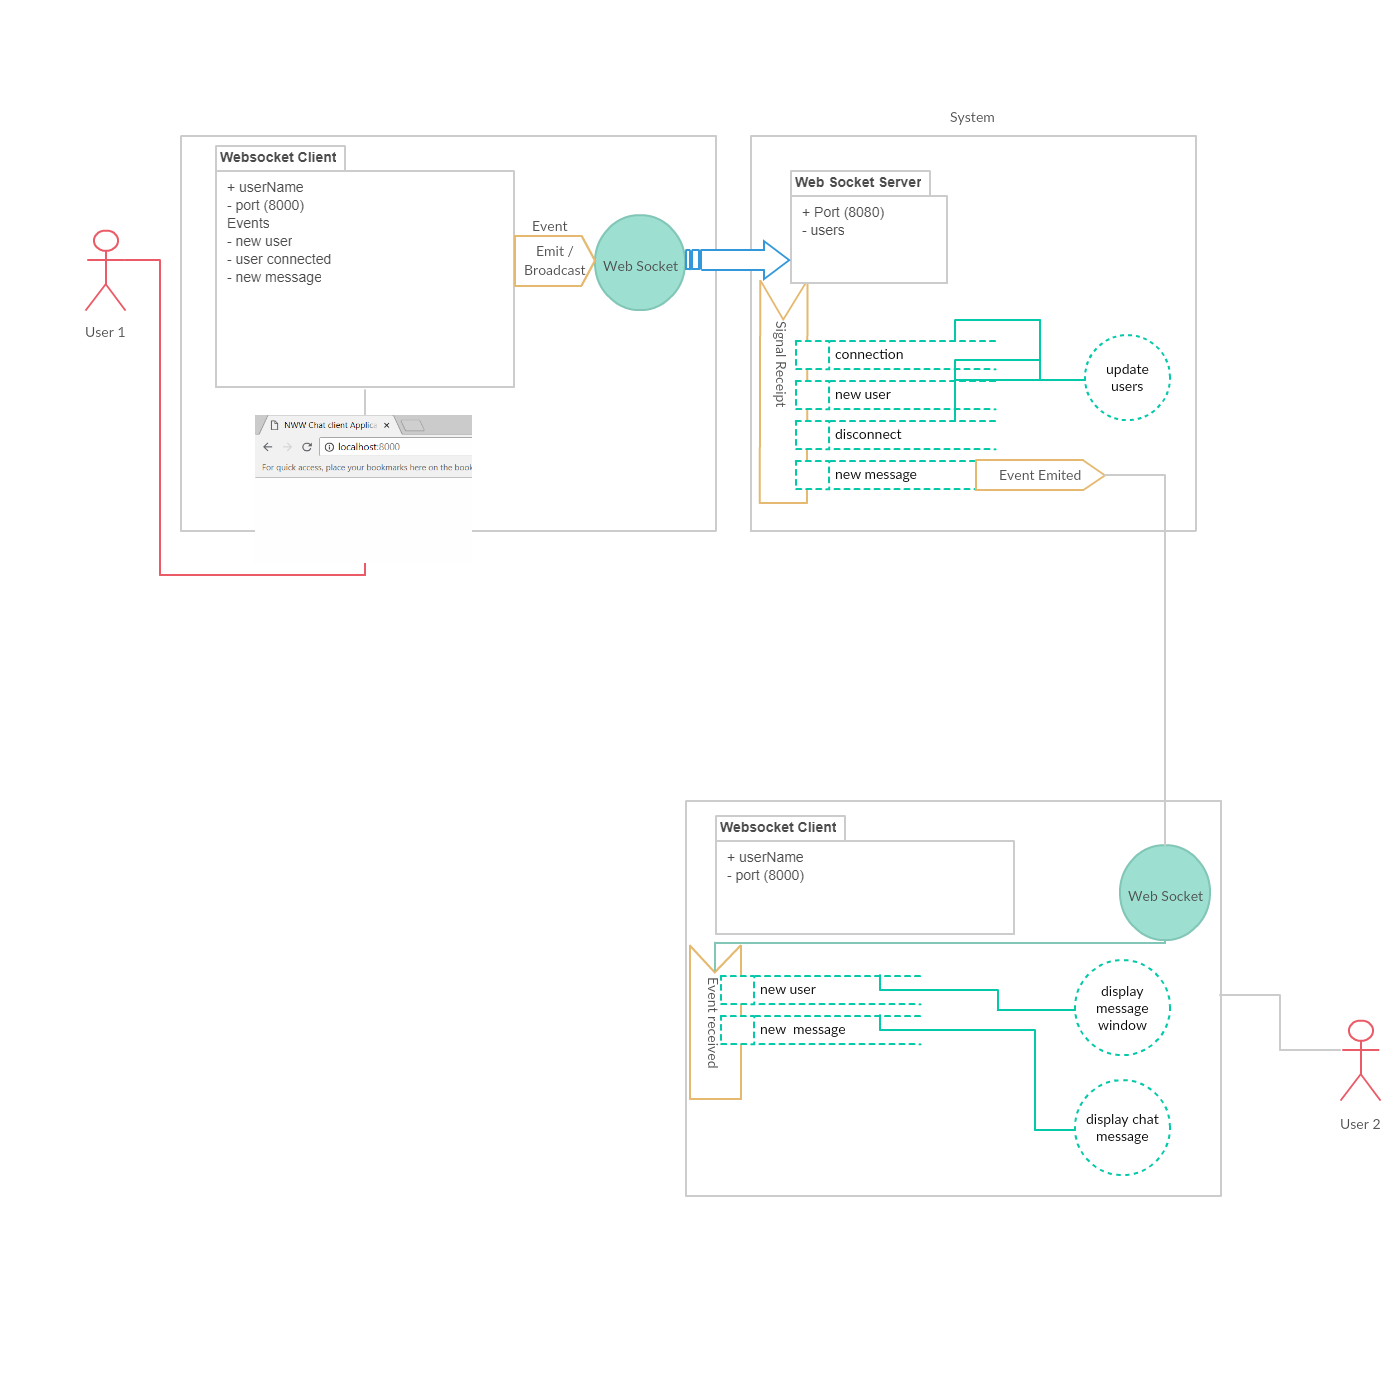 System
Websocket Client
+ userName
- port (8000)
Events
- new user
- user connected
- new message
User 1
Event
Emit /
Broadcast
Web Socket
Web Socket Server
+ Port (8080)
- users
Signal Receipt
connection
new user
disconnect
new message
Event Emited
update
users
NWW Chat client Applica
localhost:8000
For quick access, place your bookmarks here on the book
Websocket Client
+ userName
- port (8000)
Web Socket
Event received
new user
new  message
display
message
window
display chat
message
User 2